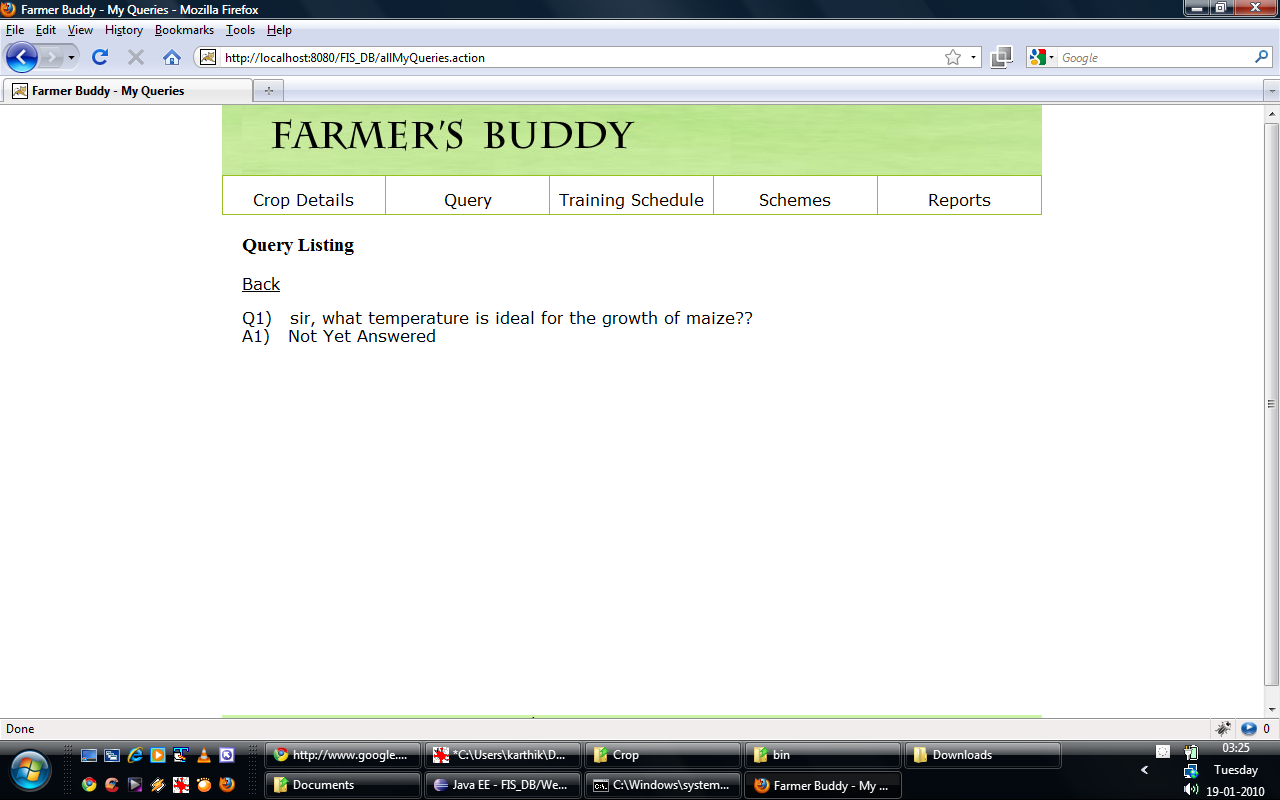 Farmer Buddy - My Queries - Mozilla Firefox
File Edit View History Bookmarks Tools Help
http://localhost:8080/FIS_DB/allMyQueries.action
Google
Farmer Buddy - My Queries
FARMER'S BUDDY
Crop Details Query Training Schedule Schemes Reports
Query Listing
Back
Q1) sir, what temperature is ideal for the growth of maize??
A1) Not Yet Answered
Done
0
http://www.google.... *C:\Users\karthik\D... Crop bin Downloads
03:25
Documents Java EE - FIS_DB/We... C:\Windows\system... Farmer Buddy - My ...
Tuesday
19-01-2010